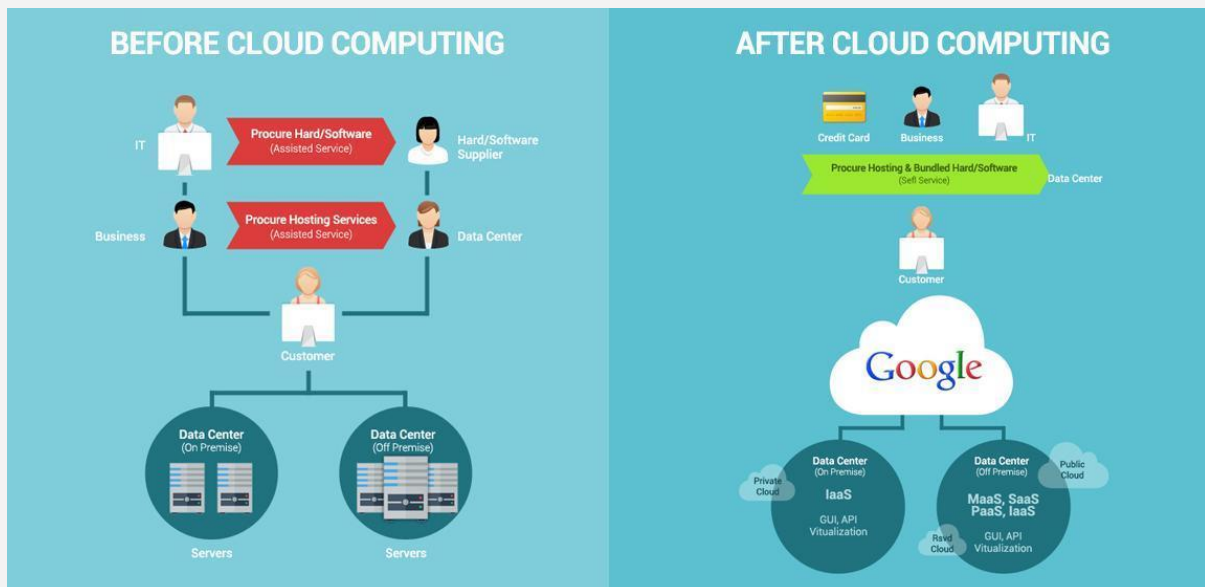 BEFORE CLOUD COMPUTING
IT
Procure Hard/Software
(Assisted Service)
Hard/Software
Supplier
Business
Procure Hosting Services
(Assisted Service)
Data Center
Customer
Data Center
(On Premise)
Data Center
(Off Premise)
Servers
Servers
AFTER CLOUD COMPUTING
Credit Card
Business
IT
Procure Hosting & Bundled Hard/Software
(Sefl Service)
Data Center
Customer
Google
Data Center
(On Premise)
Private
Cloud
IaaS
GUI, API
Vitualization
Data Center
(Off Premise)
Public
Cloud
MaaS, SaaS
PaaS, IaaS
Rsvd
Cloud
GUI, API
Vitualization